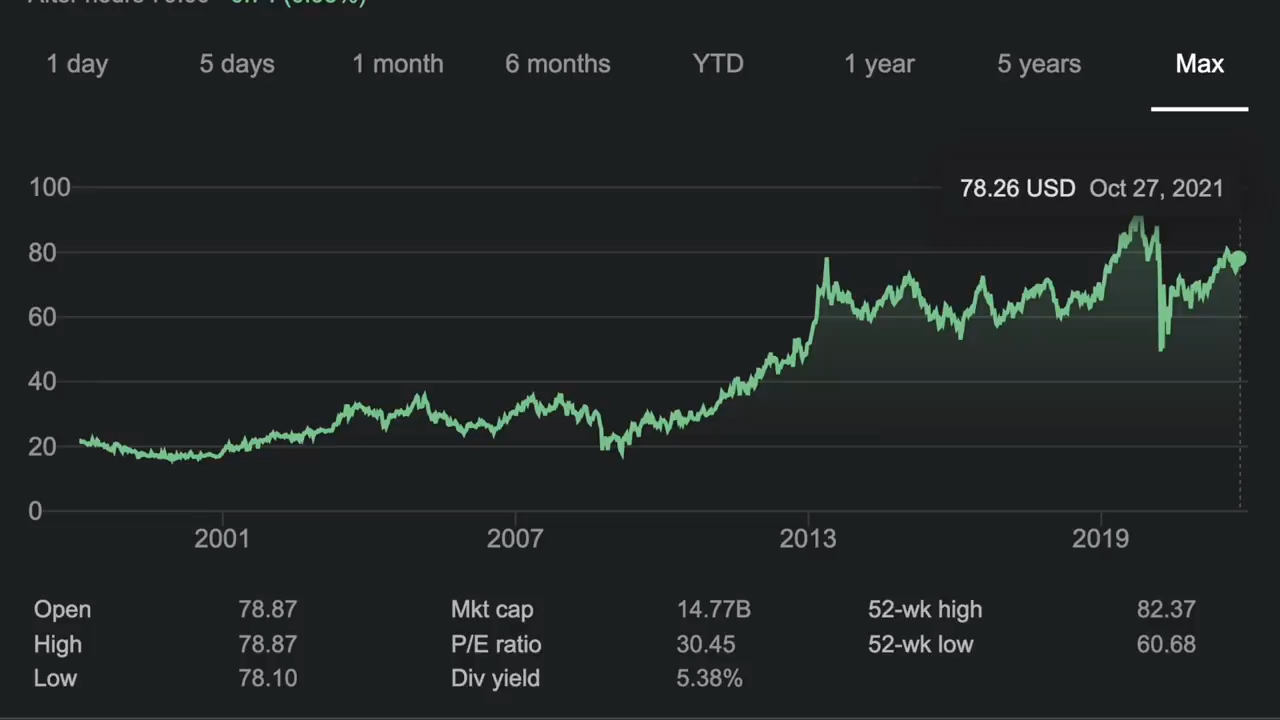 1 day 5 days 1 month 6 months YTD 1 year 5 years Max
78.26 USD Oct 27, 2021
100
80
60
40
20
0
2001 2007 2013 2019
Open 78.87 Mkt cap 14.77B 52-wk high 82.37
High 78.87 P/E ratio 30.45 52-wk low 60.68
Low 78.10 Div yield 5.38%